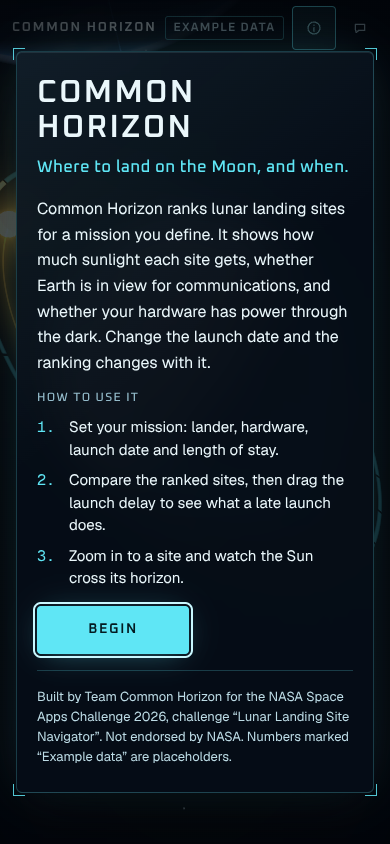 COMMON HORIZON EXAMPLE DATA
COMMON
HORIZON
Where to land on the Moon, and when.
Common Horizon ranks lunar landing sites
for a mission you define. It shows how
much sunlight each site gets, whether
Earth is in view for communications, and
whether your hardware has power through
the dark. Change the launch date and the
ranking changes with it.
HOW TO USE IT
1. Set your mission: lander, hardware,
launch date and length of stay.
2. Compare the ranked sites, then drag the
launch delay to see what a late launch
does.
3. Zoom in to a site and watch the Sun
cross its horizon.
BEGIN
Built by Team Common Horizon for the NASA Space
Apps Challenge 2026, challenge “Lunar Landing Site
Navigator”. Not endorsed by NASA. Numbers marked
“Example data” are placeholders.